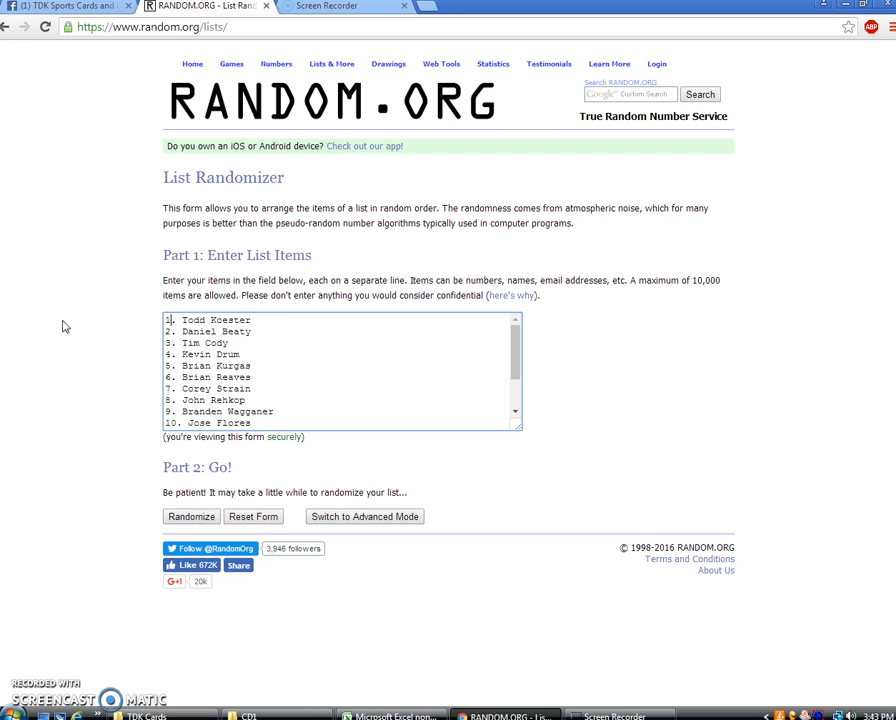 (1) TDK Sports Cards and
RANDOM.ORG - List Rand
Screen Recorder
https://www.random.org/lists/
ABP
Home Games Numbers Lists & More Drawings Web Tools Statistics Testimonials Learn More Login
RANDOM.ORG
Search RANDOM.ORG
Google™ Custom Search
Search
True Random Number Service
Do you own an iOS or Android device? Check out our app!
List Randomizer
This form allows you to arrange the items of a list in random order. The randomness comes from atmospheric noise, which for many
purposes is better than the pseudo-random number algorithms typically used in computer programs.
Part 1: Enter List Items
Enter your items in the field below, each on a separate line. Items can be numbers, names, email addresses, etc. A maximum of 10,000
items are allowed. Please don't enter anything you would consider confidential (here's why).
1. Todd Koester
2. Daniel Beaty
3. Tim Cody
4. Kevin Drum
5. Brian Kurgas
6. Brian Reaves
7. Corey Strain
8. John Rehkop
9. Branden Wagganer
10. Jose Flores
(you're viewing this form securely)
Part 2: Go!
Be patient! It may take a little while to randomize your list...
Randomize Reset Form Switch to Advanced Mode
Follow @RandomOrg 3,946 followers
Like 672K Share
G+1 20k
© 1998-2016 RANDOM.ORG
Terms and Conditions
About Us
RECORDED WITH
SCREENCAST MATIC
TDK Cards
CD1
Microsoft Excel non...
RANDOM.ORG - Lis...
Screen Recorder
3:43 PM